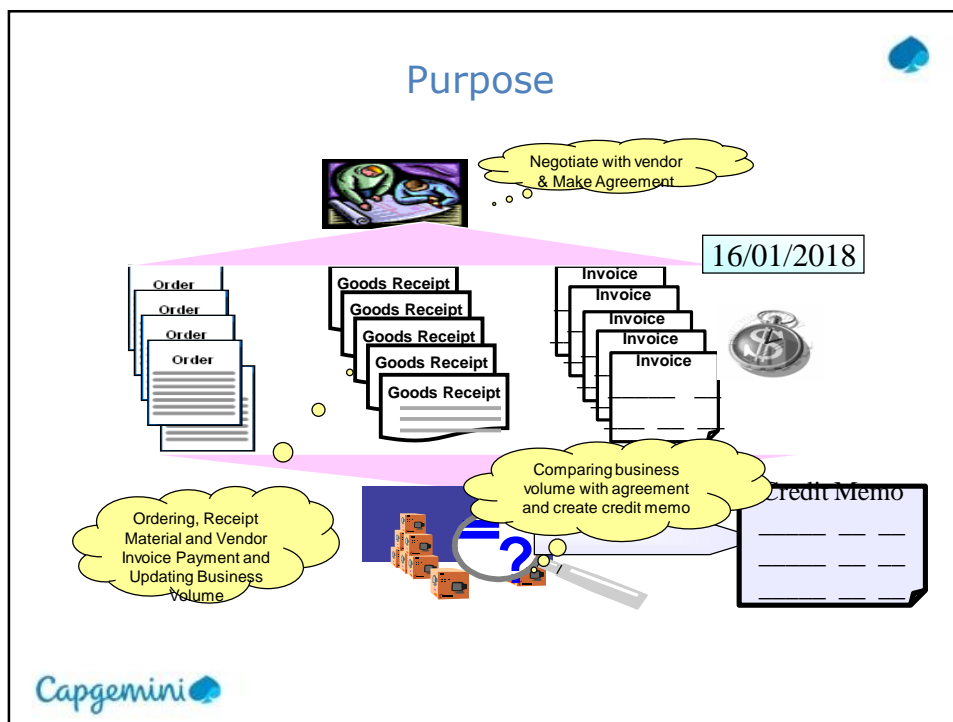 Purpose
Negotiate with vendor
& Make Agreement
16/01/2018
Order
Order
Order
Order
Goods Receipt
Goods Receipt
Goods Receipt
Goods Receipt
Goods Receipt
Invoice
Invoice
Invoice
Invoice
Invoice
Comparing business
volume with agreement
and create credit memo
Credit Memo
Ordering, Receipt
Material and Vendor
Invoice Payment and
Updating Business
Volume
=
?
Capgemini